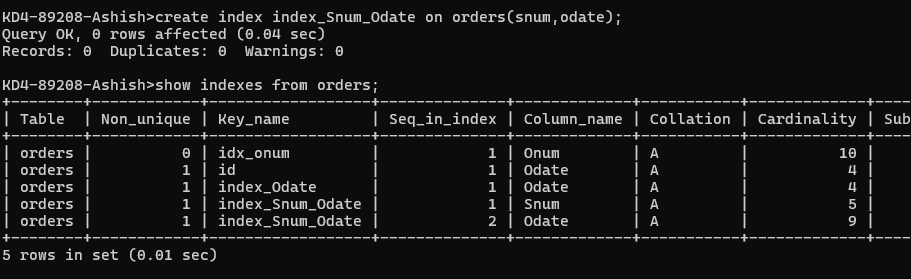 KD4-89208-Ashish>create index index_Snum_Odate on orders(snum,odate);
Query OK, 0 rows affected (0.04 sec)
Records: 0  Duplicates: 0  Warnings: 0

KD4-89208-Ashish>show indexes from orders;
+--------+------------+------------------+--------------+-------------+-----------+-------------+----
| Table  | Non_unique | Key_name         | Seq_in_index | Column_name | Collation | Cardinality | Sub
+--------+------------+------------------+--------------+-------------+-----------+-------------+----
| orders |          0 | idx_onum         |            1 | Onum        | A         |          10 |
| orders |          1 | id               |            1 | Odate       | A         |           4 |
| orders |          1 | index_Odate      |            1 | Odate       | A         |           4 |
| orders |          1 | index_Snum_Odate |            1 | Snum        | A         |           5 |
| orders |          1 | index_Snum_Odate |            2 | Odate       | A         |           9 |
+--------+------------+------------------+--------------+-------------+-----------+-------------+----
5 rows in set (0.01 sec)